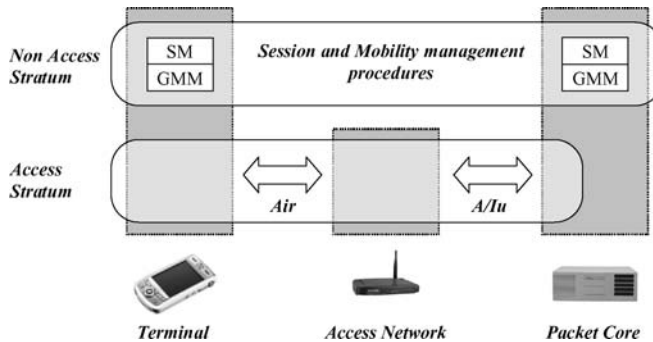 Non Access
Stratum
SM
GMM
Session and Mobility management
procedures
SM
GMM
Access
Stratum
Air
A/Iu
Terminal
Access Network
Packet Core